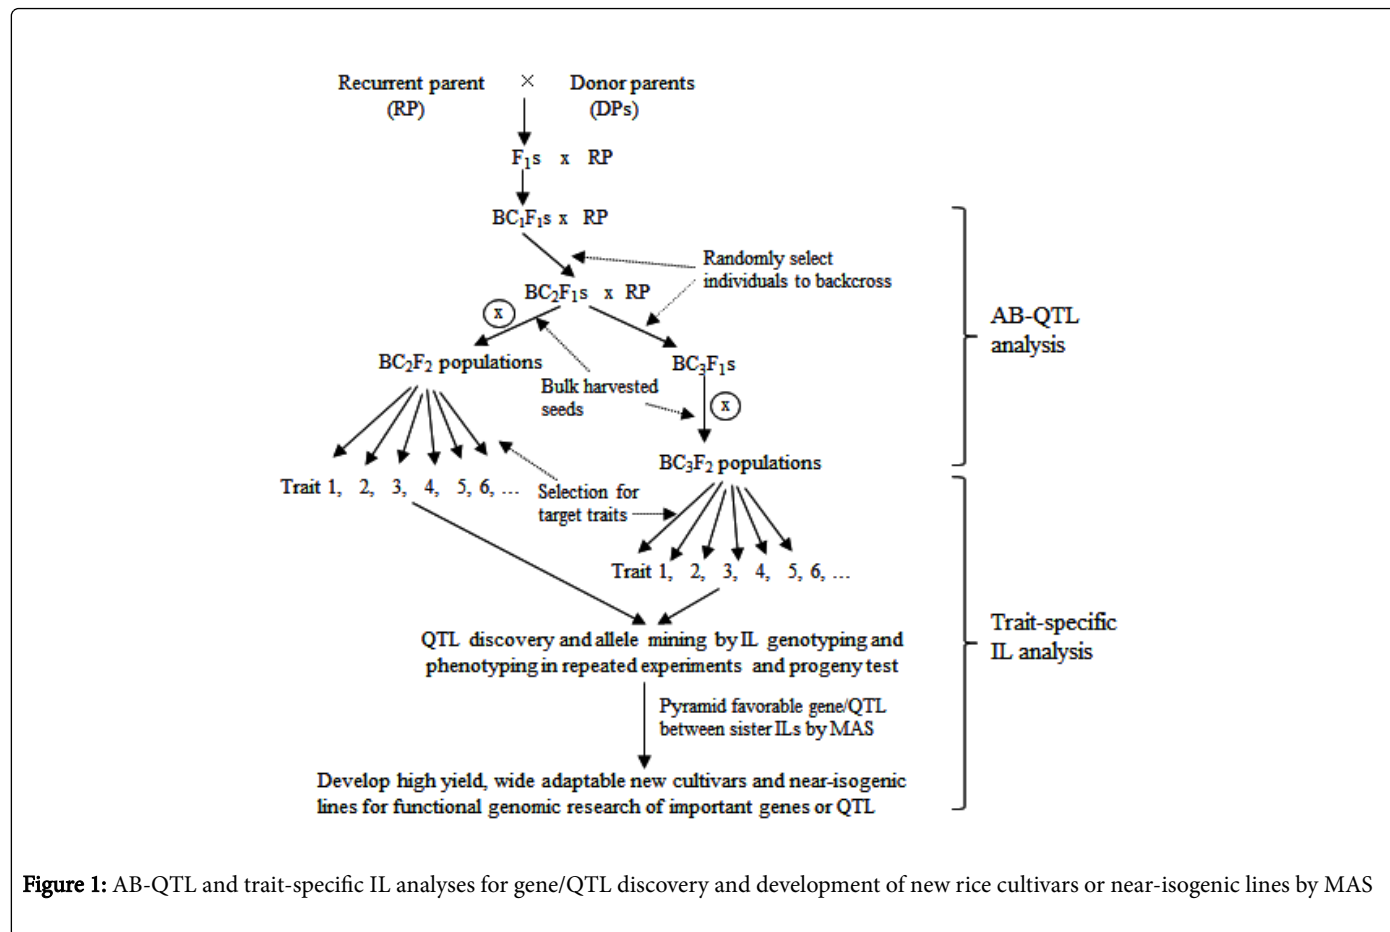 Recurrent parent × Donor parents
(RP) (DPs)
F₁s x RP
BC₁F₁s x RP
Randomly select
individuals to backcross
BC₂F₁s x RP
x
AB-QTL
analysis
BC₂F₂ populations
BC₃F₁s
Bulk harvested
seeds
x
BC₃F₂ populations
Trait 1, 2, 3, 4, 5, 6, ...
Selection for
target traits
Trait 1, 2, 3, 4, 5, 6, ...
QTL discovery and allele mining by IL genotyping and
phenotyping in repeated experiments and progeny test
Trait-specific
IL analysis
Pyramid favorable gene/QTL
between sister ILs by MAS
Develop high yield, wide adaptable new cultivars and near-isogenic
lines for functional genomic research of important genes or QTL
Figure 1: AB-QTL and trait-specific IL analyses for gene/QTL discovery and development of new rice cultivars or near-isogenic lines by MAS